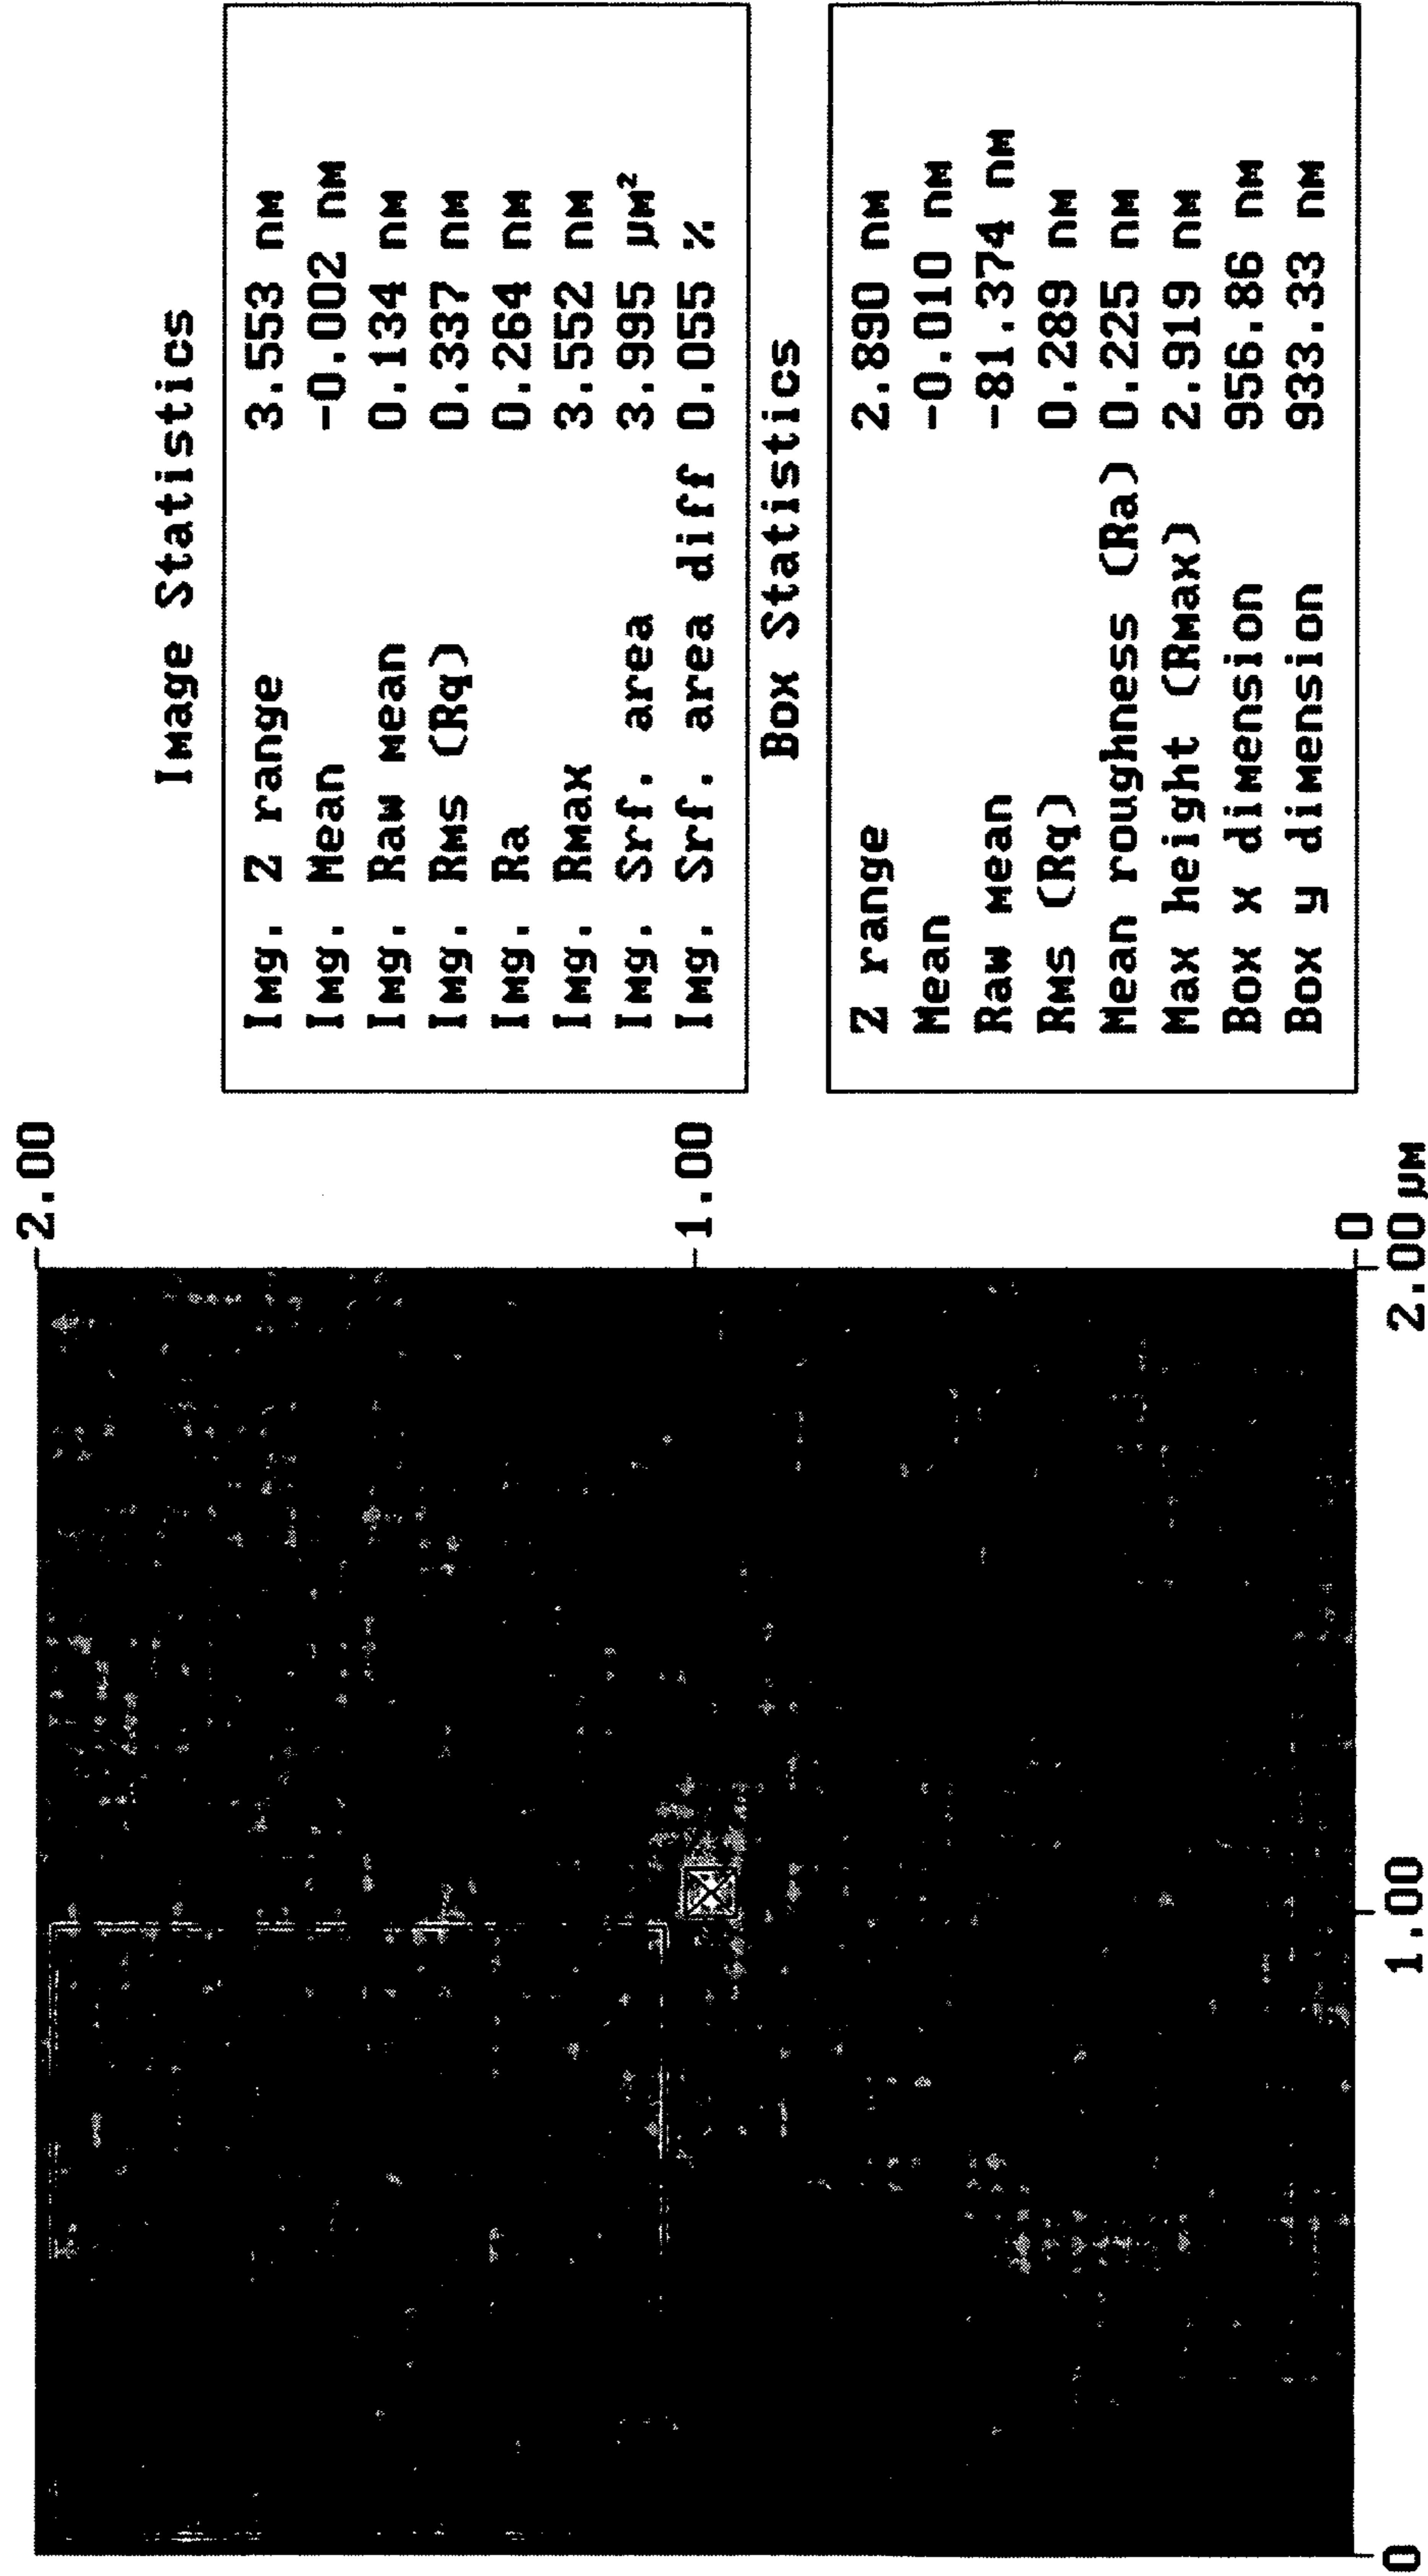 Image Statistics
Img. Z range 3.553 nm
Img. Mean -0.002 nm
Img. Raw mean 0.134 nm
Img. Rms (Rq) 0.337 nm
Img. Ra 0.264 nm
Img. Rmax 3.552 nm
Img. Srf. area 3.995 µm²
Img. Srf. area diff 0.055 %
Box Statistics
Z range 2.890 nm
Mean -0.010 nm
Raw mean -81.374 nm
Rms (Rq) 0.289 nm
Mean roughness (Ra) 0.225 nm
Max height (Rmax) 2.919 nm
Box x dimension 956.86 nm
Box y dimension 933.33 nm
2.00
1.00
0
0
1.00
2.00 µm